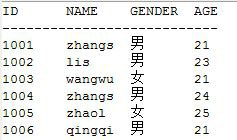 ID NAME GENDER AGE
----------------------------
1001 zhangs 男 21
1002 lis 男 23
1003 wangwu 女 21
1004 zhangs 男 24
1005 zhaol 女 25
1006 qingqi 男 21